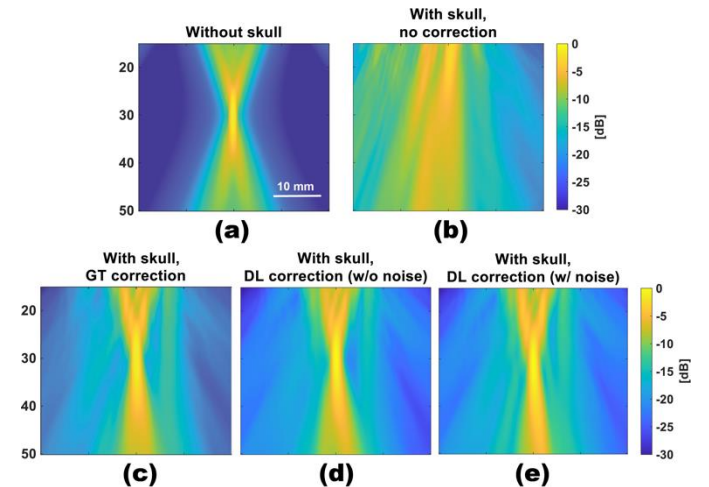 Without skull
With skull,
no correction
20
30
40
50
10 mm
0
-5
-10
-15
-20
-25
-30
[dB]
(a)
(b)
With skull,
GT correction
With skull,
DL correction (w/o noise)
With skull,
DL correction (w/ noise)
20
30
40
50
0
-5
-10
-15
-20
-25
-30
[dB]
(c)
(d)
(e)